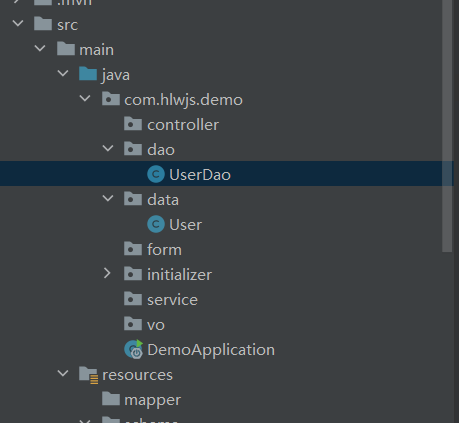 .mvn
src
main
java
com.hlwjs.demo
controller
dao
UserDao
data
User
form
initializer
service
vo
DemoApplication
resources
mapper
schema